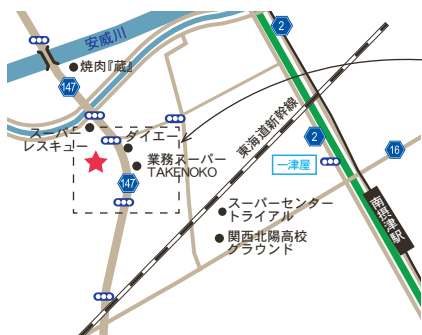 安威川
2
焼肉『蔵』
147
スーパー
レスキュー
ダイエー
東海道新幹線
2
16
業務スーパー
TAKENOKO
一津屋
147
スーパーセンター
トライアル
南摂津駅
関西北陽高校
グラウンド